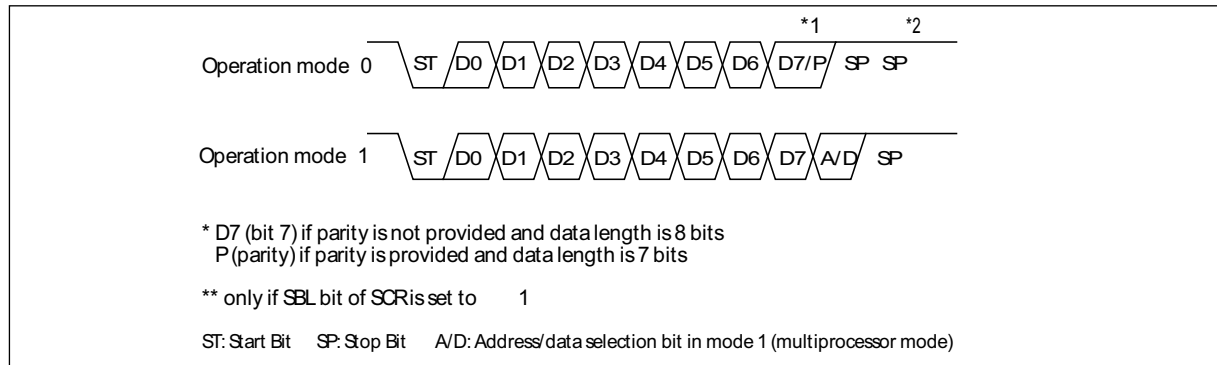 *1 *2
Operation mode 0 ST D0 D1 D2 D3 D4 D5 D6 D7/P SP SP
Operation mode 1 ST D0 D1 D2 D3 D4 D5 D6 D7 A/D SP
* D7 (bit 7) if parity is not provided and data length is 8 bits
P (parity) if parity is provided and data length is 7 bits
** only if SBL bit of SCR is set to 1
ST: Start Bit SP: Stop Bit A/D: Address/data selection bit in mode 1 (multiprocessor mode)